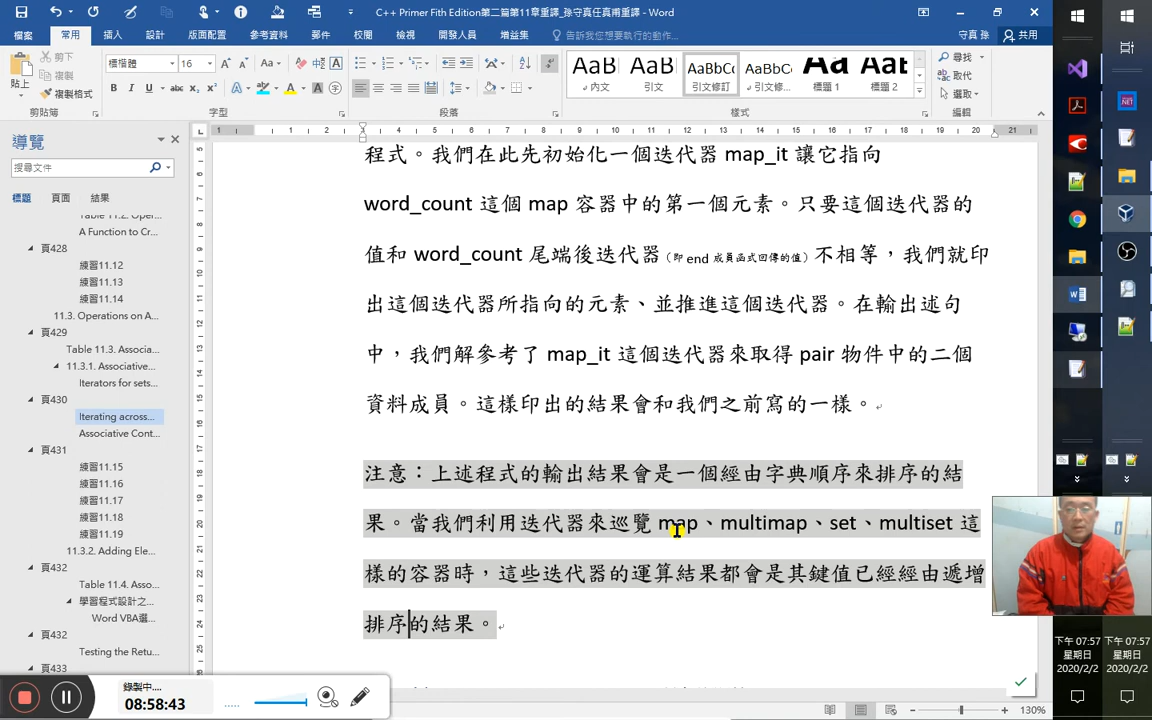 C++ Primer Fith Edition第二篇第11章重譯_孫守真任真甫重譯 - Word
檔案 常用 插入 設計 版面配置 參考資料 郵件 校閱 檢視 開發人員 增益集 告訴我您想要執行的動作... 守真 孫 共用
貼上 剪下 複製 複製格式
標楷體 16
AaB 內文 AaB 引文 AaBbCc 引文修訂 AaBbC 引文修... AaB 標題 1 Aat 標題 2
尋找 取代 選取
剪貼簿 字型 段落 樣式 編輯
導覽
搜尋文件
標題 頁面 結果
Table 11.2. Oper...
A Function to Cr...
頁428
練習11.12
練習11.13
練習11.14
11.3. Operations on A...
頁429
Table 11.3. Associa...
11.3.1. Associative...
Iterators for sets...
頁430
Iterating across...
Associative Cont...
頁431
練習11.15
練習11.16
練習11.17
練習11.18
練習11.19
11.3.2. Adding Ele...
頁432
Table 11.4. Asso...
學習程式設計之...
Word VBA選...
頁432
Testing the Retu...
頁433
程式。我們在此先初始化一個迭代器 map_it 讓它指向
word_count 這個 map 容器中的第一個元素。只要這個迭代器的
值和 word_count 尾端後迭代器（即 end 成員函式回傳的值）不相等，我們就印
出這個迭代器所指向的元素、並推進這個迭代器。在輸出述句
中，我們解參考了 map_it 這個迭代器來取得 pair 物件中的二個
資料成員。這樣印出的結果會和我們之前寫的一樣。
注意：上述程式的輸出結果會是一個經由字典順序來排序的結
果。當我們利用迭代器來巡覽 map、multimap、set、multiset 這
樣的容器時，這些迭代器的運算結果都會是其鍵值已經經由遞增
排序的結果。
錄製中....
08:58:43
130%
下午 07:57
星期日
2020/2/2
下午 07:57
星期日
2020/2/2